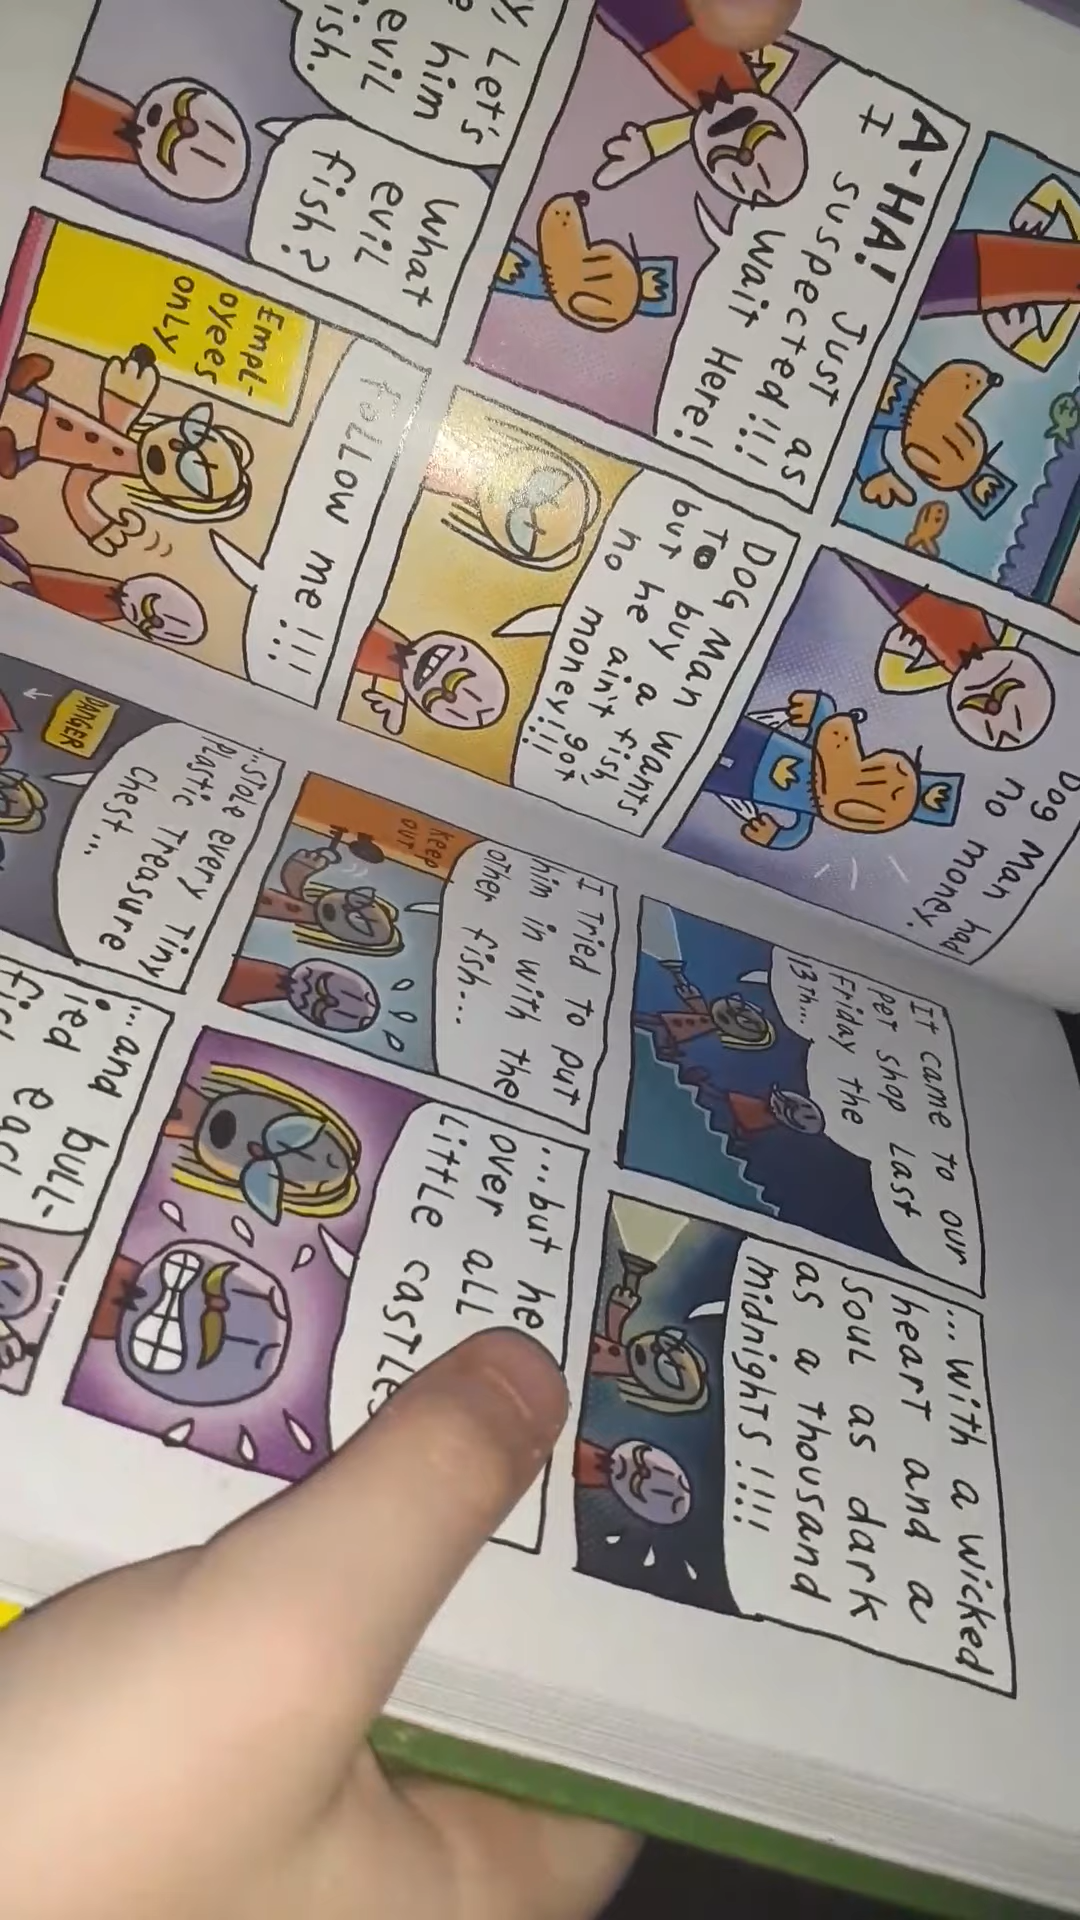 Dog Man had
no money.
A-HA! Just as
I suspected!!!
Wait Here!
Dog Man wants
To buy a fish,
but he ain't got
no money!!!
Let's
him
evil
What
evil
fish?
Follow me!!!
Empl-
oyees
only
It came to our
pet shop Last
Friday the
13th...
...with a wicked
heart and a
soul as dark
as a thousand
midnights!!!!
I Tried to put
him in with the
other fish...
Keep
out
...but he
over all
Little
...STole every Tiny
plastic Treasure
Chest...
DANGER
...and bull-
ied